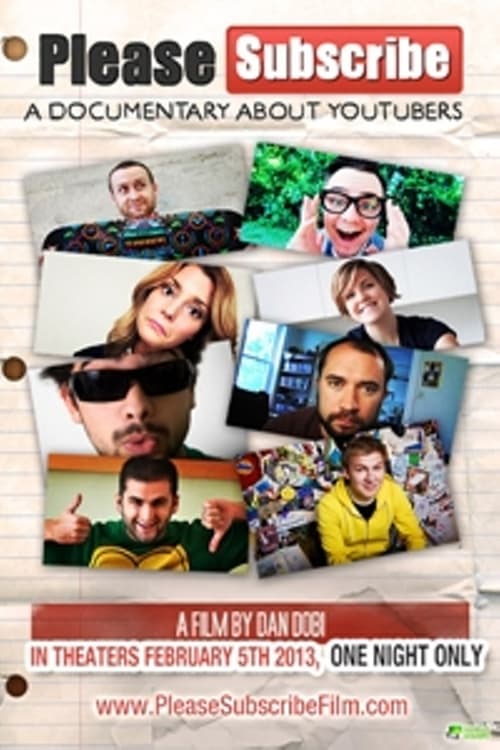 Please Subscribe
A DOCUMENTARY ABOUT YOUTUBERS
A FILM BY DAN DOBI
IN THEATERS FEBRUARY 5TH 2013, ONE NIGHT ONLY
www.PleaseSubscribeFilm.com